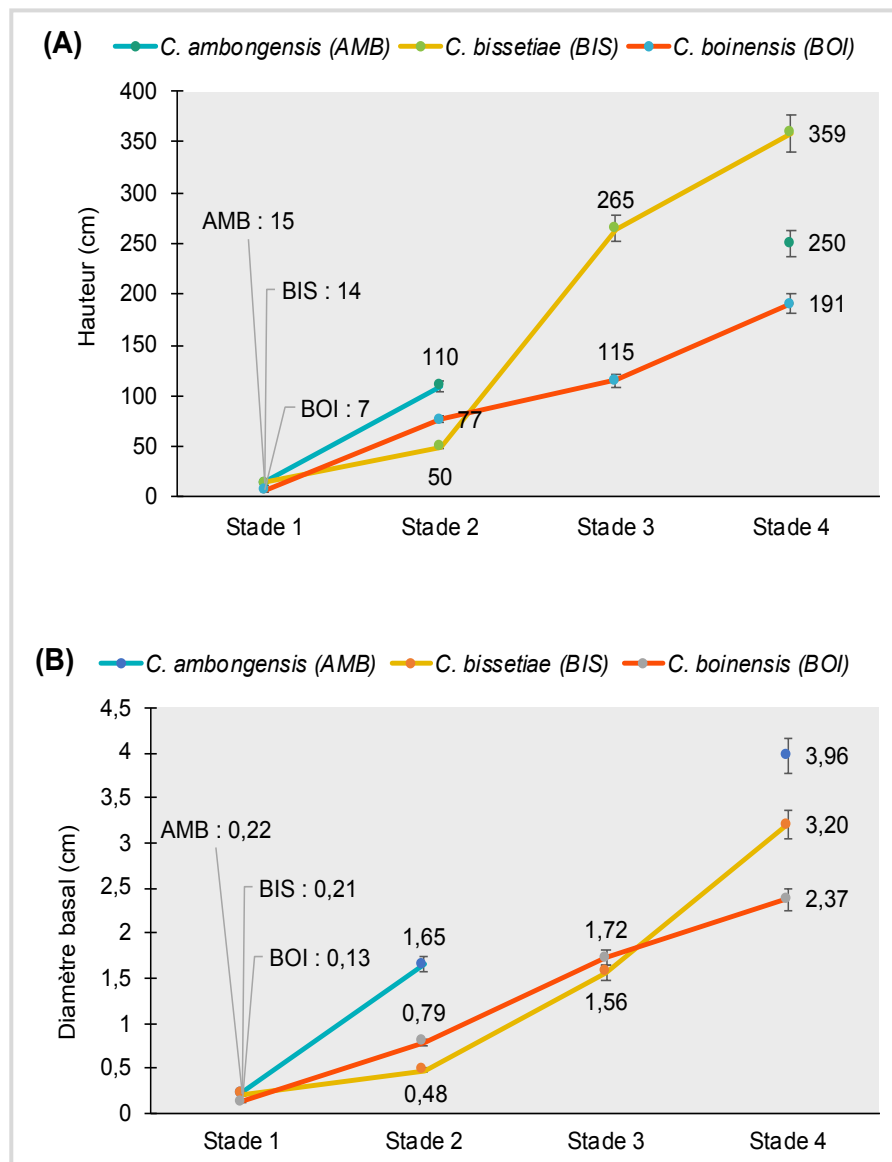 (A)
C. ambongensis (AMB) C. bissetiae (BIS) C. boinensis (BOI)
Hauteur (cm)
400
350
300
250
200
150
100
50
0
AMB : 15
BIS : 14
BOI : 7
110
77
50
265
115
359
250
191
Stade 1 Stade 2 Stade 3 Stade 4
(B)
C. ambongensis (AMB) C. bissetiae (BIS) C. boinensis (BOI)
Diamètre basal (cm)
4,5
4
3,5
3
2,5
2
1,5
1
0,5
0
AMB : 0,22
BIS : 0,21
BOI : 0,13
1,65
0,79
0,48
1,72
1,56
3,96
3,20
2,37
Stade 1 Stade 2 Stade 3 Stade 4